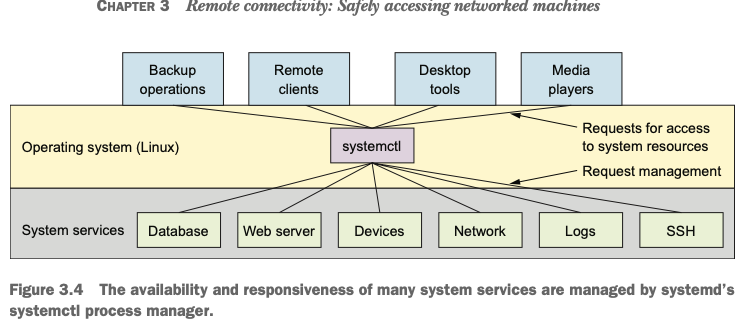 CHAPTER 3 Remote connectivity: Safely accessing networked machines
Backup
operations
Remote
clients
Desktop
tools
Media
players
Operating system (Linux)
systemctl
Requests for access
to system resources
Request management
System services
Database
Web server
Devices
Network
Logs
SSH
Figure 3.4 The availability and responsiveness of many system services are managed by systemd’s
systemctl process manager.